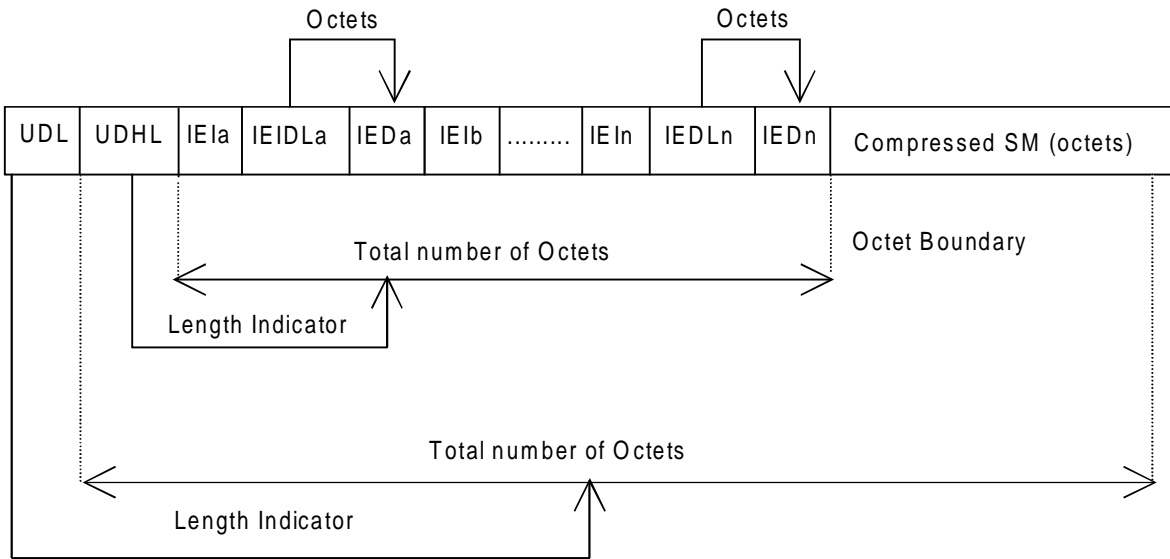 Octets Octets
UDL UDHL IEIa IEIDLa IEDa IEIb ......... IEIn IEDLn IEDn Compressed SM (octets)
Total number of Octets
Octet Boundary
Length Indicator
Total number of Octets
Length Indicator